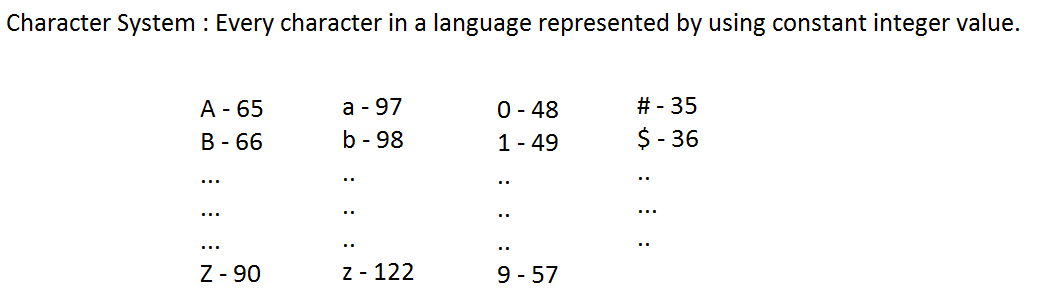 Character System : Every character in a language represented by using constant integer value.
A - 65 a - 97 0 - 48 # - 35
B - 66 b - 98 1 - 49 $ - 36
... .. .. ..
... .. .. ...
... .. .. ..
Z - 90 z - 122 9 - 57